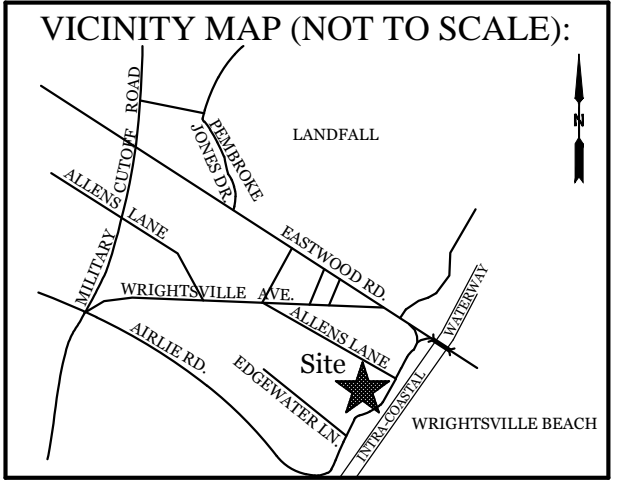 VICINITY MAP (NOT TO SCALE):
MILITARY CUTOFF ROAD
PEMBROKE
JONES DR.
LANDFALL
N
ALLENS LANE
EASTWOOD RD.
WRIGHTSVILLE AVE.
ALLENS LANE
AIRLIE RD.
Site
EDGEWATER LN.
INTRA-COASTAL WATERWAY
WRIGHTSVILLE BEACH